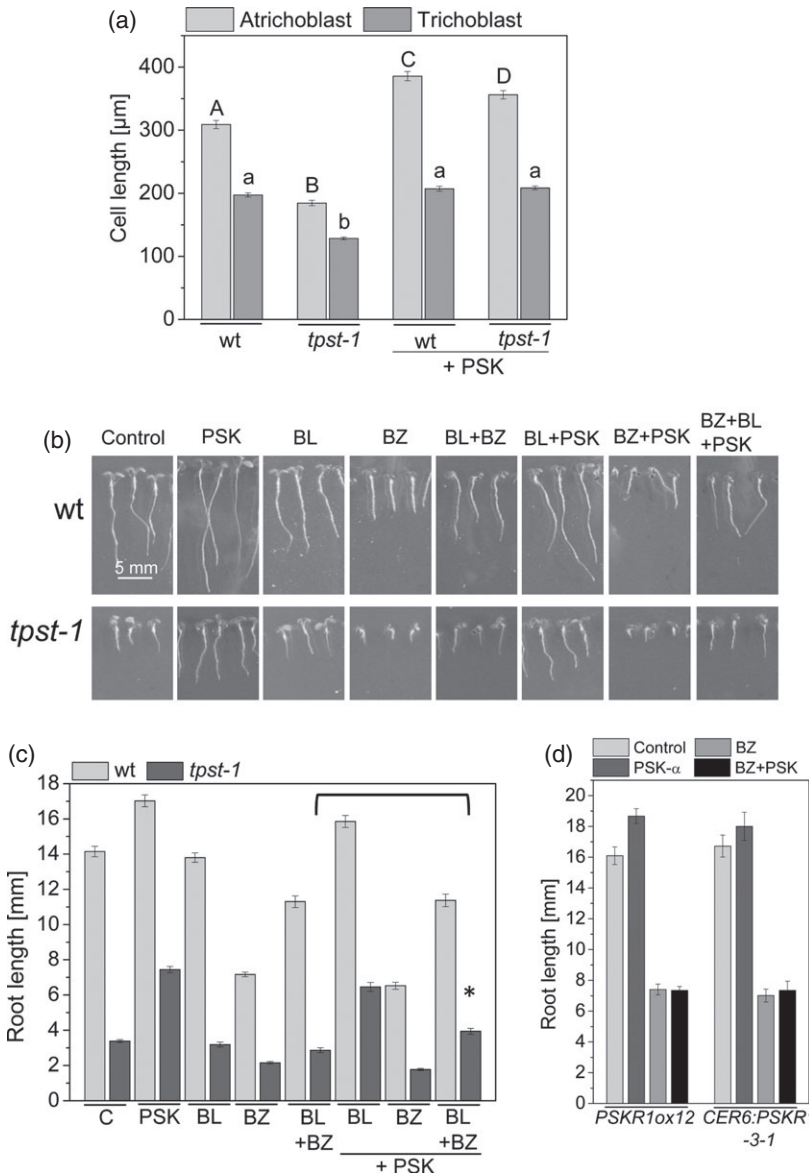 (a)
Atrichoblast Trichoblast
Cell length [µm]
400
300
200
100
0
A a B b C a D a
wt tpst-1 wt tpst-1
+ PSK
(b)
Control PSK BL BZ BL+BZ BL+PSK BZ+PSK BZ+BL
+PSK
wt
5 mm
tpst-1
(c)
wt tpst-1
Root length [mm]
18
16
14
12
10
8
6
4
2
0
*
C PSK BL BZ BL BL BZ BL
+BZ +BZ
+ PSK
(d)
Control BZ
PSK-α BZ+PSK
Root length [mm]
20
18
16
14
12
10
8
6
4
2
0
PSKR1ox12 CER6:PSKR1
-3-1